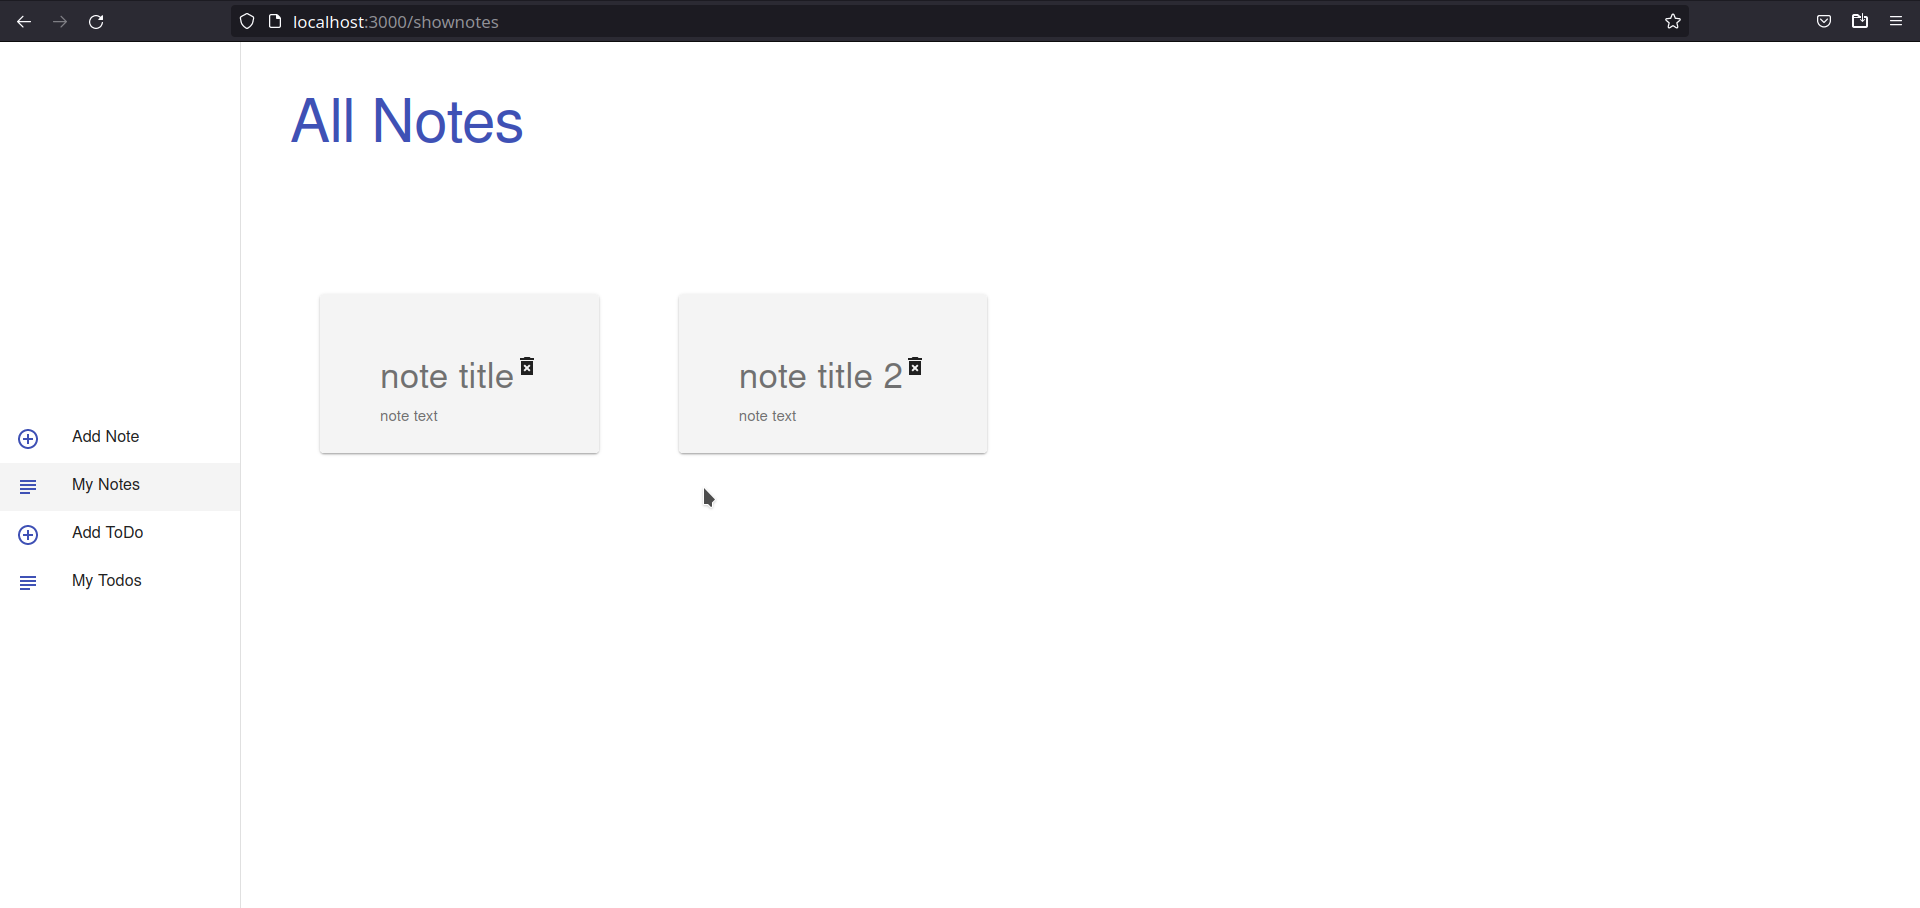 localhost:3000/shownotes
All Notes
note title
note text
note title 2
note text
Add Note
My Notes
Add ToDo
My Todos